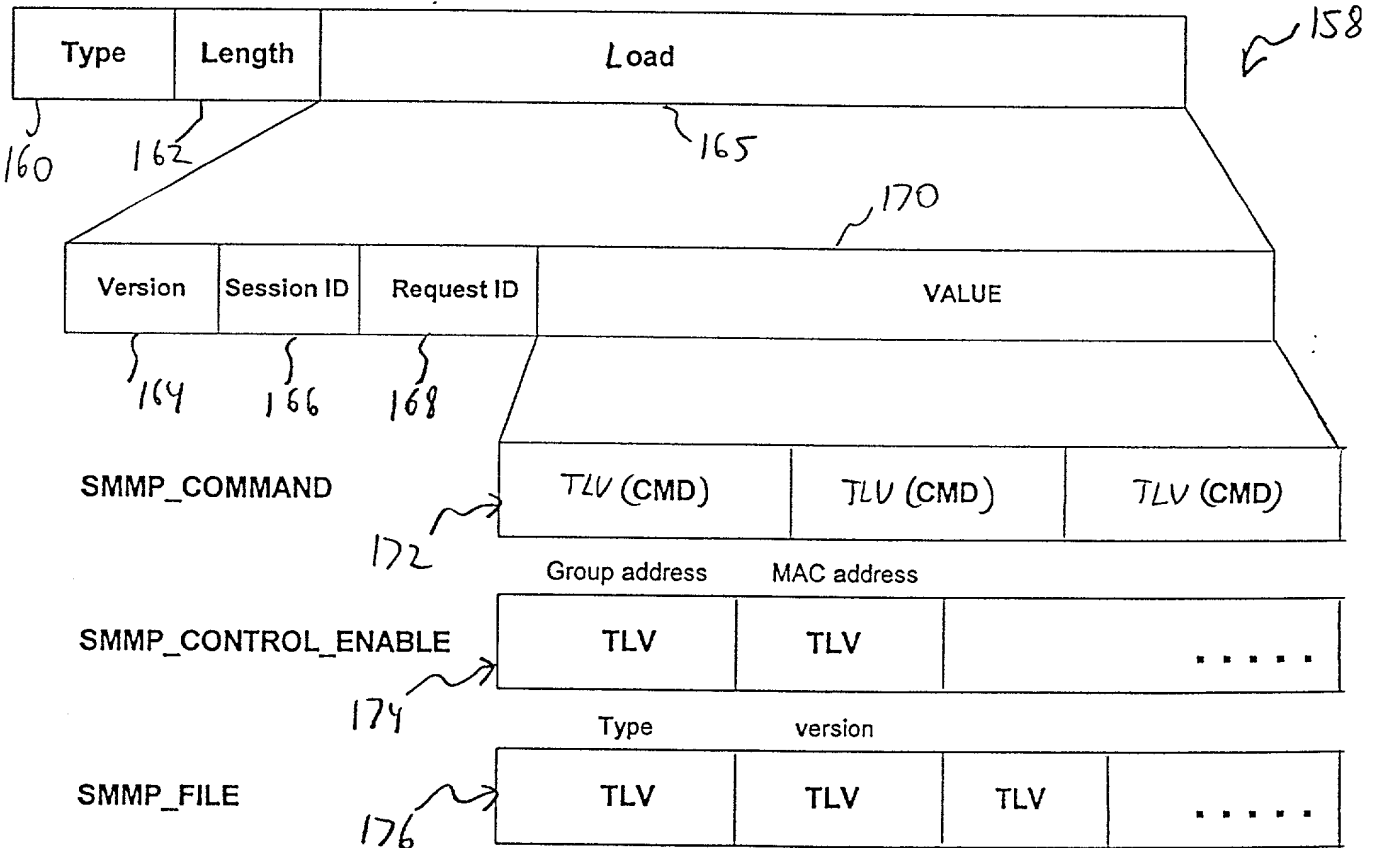 Type Length Load 158
160 162 165
170
Version Session ID Request ID VALUE
164 166 168
SMMP_COMMAND TLV (CMD) TLV (CMD) TLV (CMD)
172
Group address MAC address
SMMP_CONTROL_ENABLE TLV TLV .....
174
Type version
SMMP_FILE TLV TLV TLV .....
176